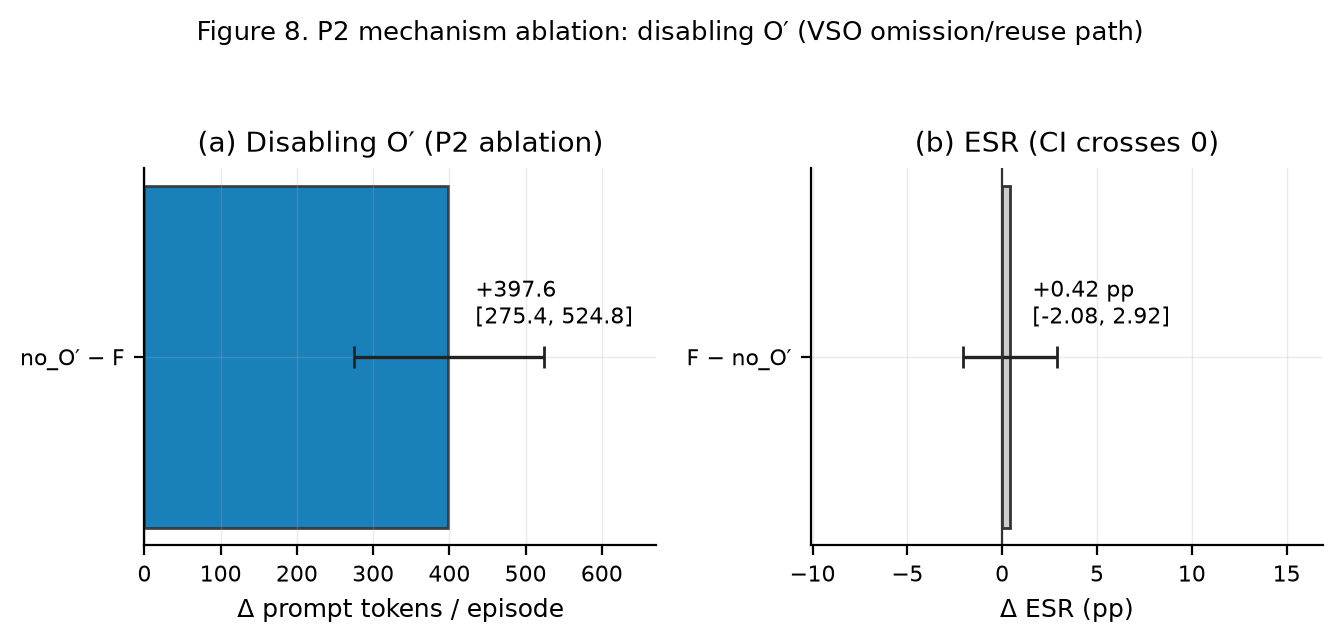 Figure 8. P2 mechanism ablation: disabling O′ (VSO omission/reuse path)
(a) Disabling O′ (P2 ablation)
+397.6
[275.4, 524.8]
no_O′ − F
0 100 200 300 400 500 600
Δ prompt tokens / episode
(b) ESR (CI crosses 0)
+0.42 pp
[-2.08, 2.92]
F − no_O′
−10 −5 0 5 10 15
Δ ESR (pp)